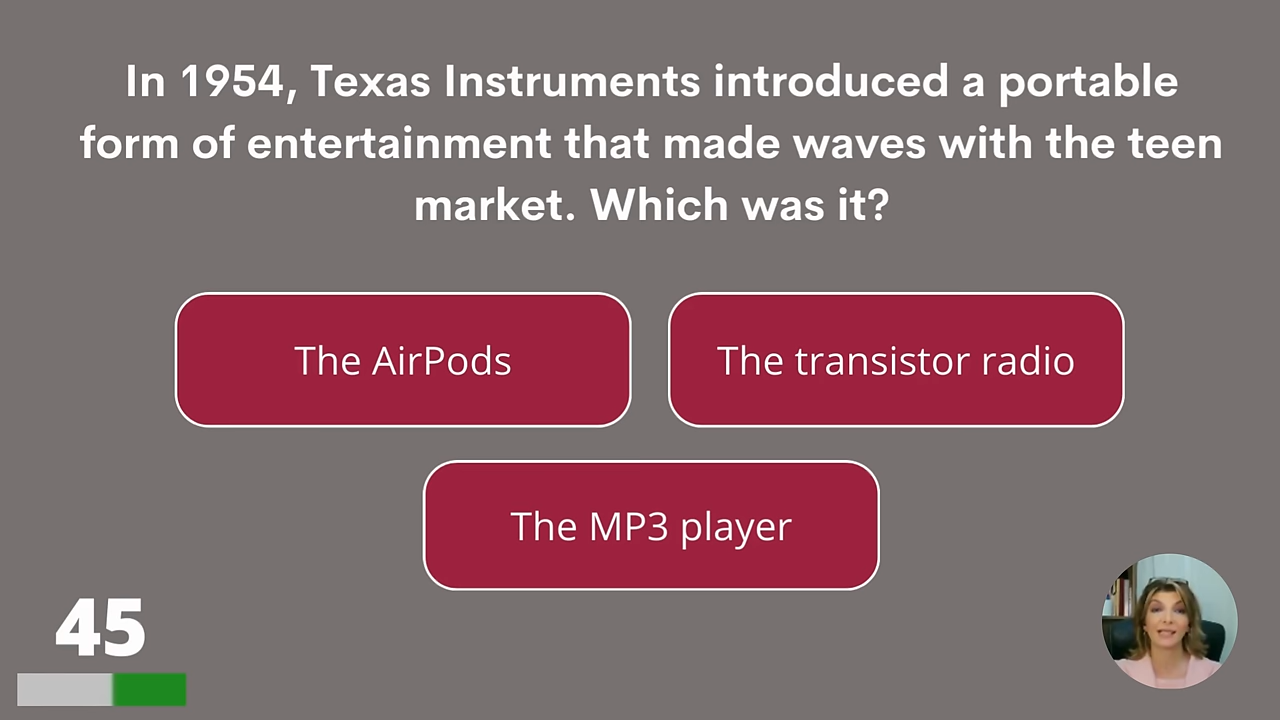 In 1954, Texas Instruments introduced a portable
form of entertainment that made waves with the teen
market. Which was it?
The AirPods
The transistor radio
The MP3 player
45